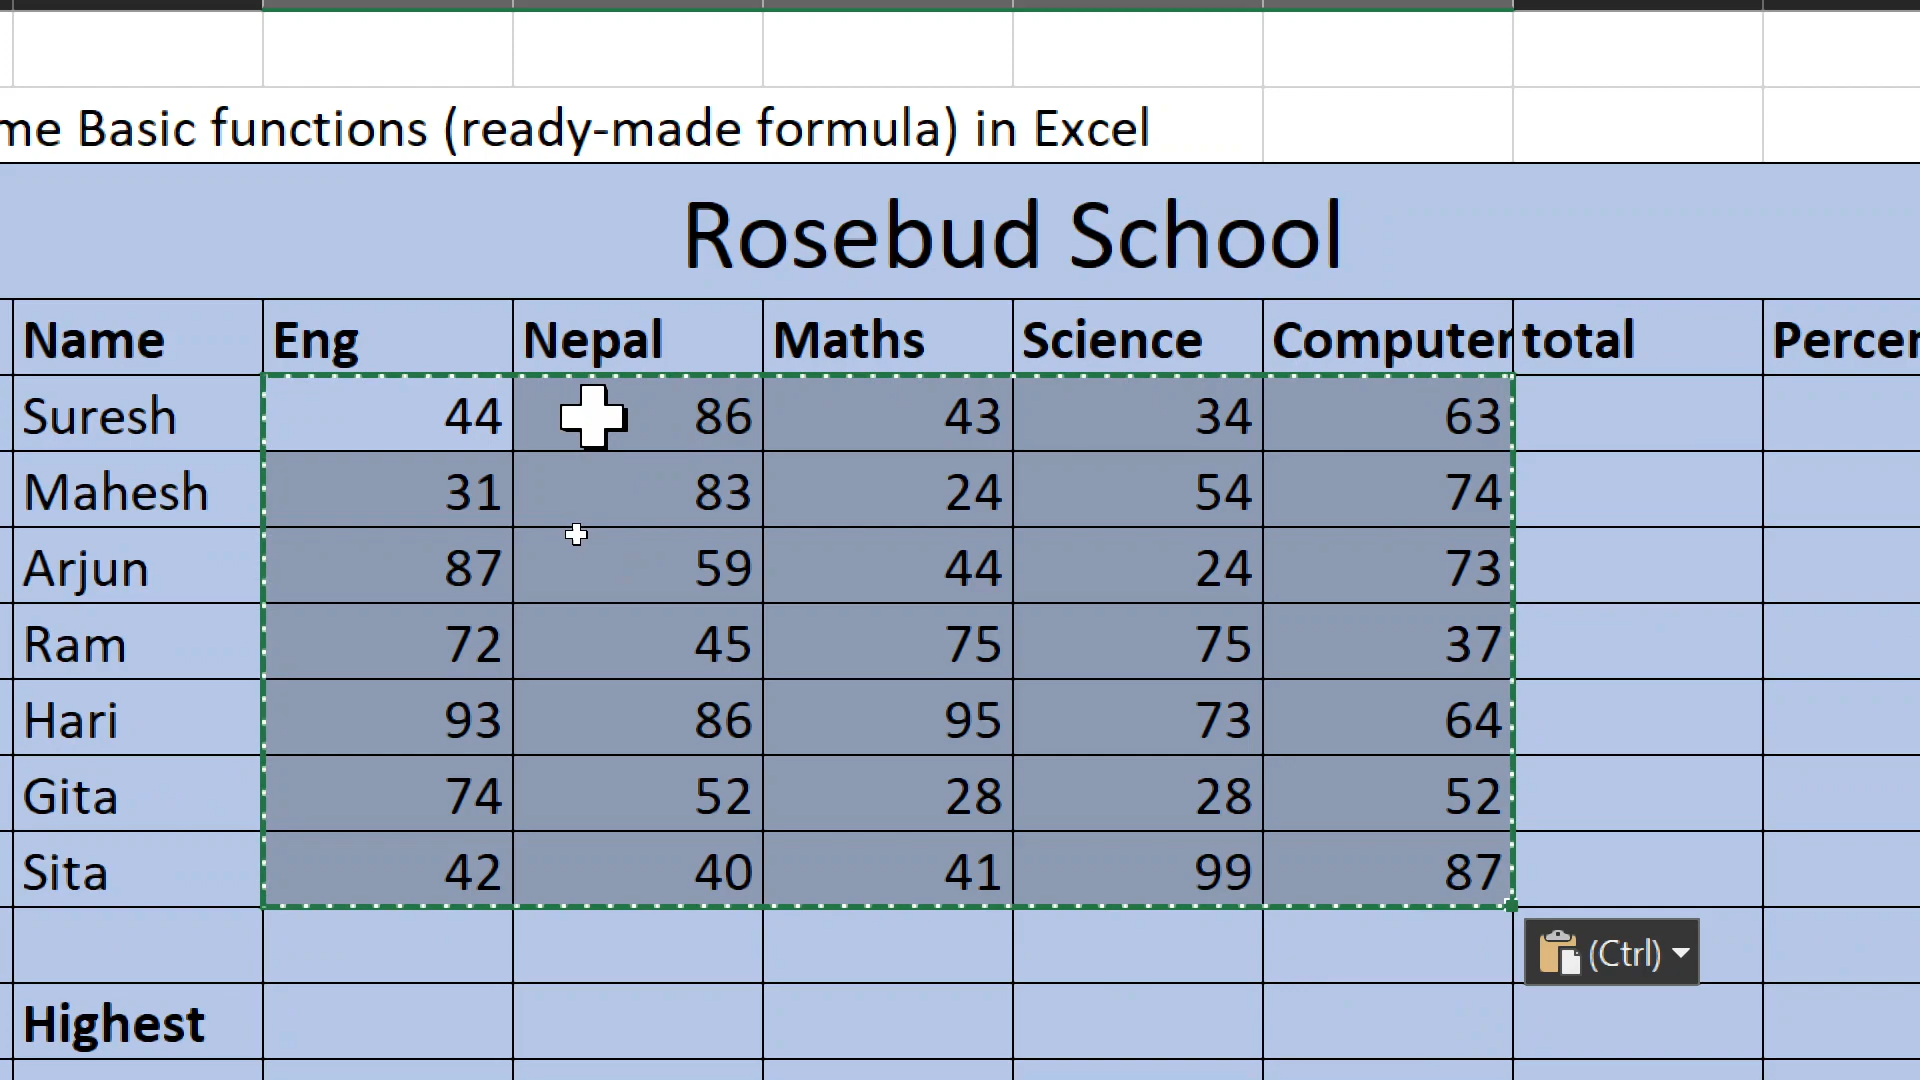 me Basic functions (ready-made formula) in Excel
Rosebud School
Name Eng Nepal Maths Science Computer total Percen
Suresh 44 86 43 34 63
Mahesh 31 83 24 54 74
Arjun 87 59 44 24 73
Ram 72 45 75 75 37
Hari 93 86 95 73 64
Gita 74 52 28 28 52
Sita 42 40 41 99 87
(Ctrl)
Highest